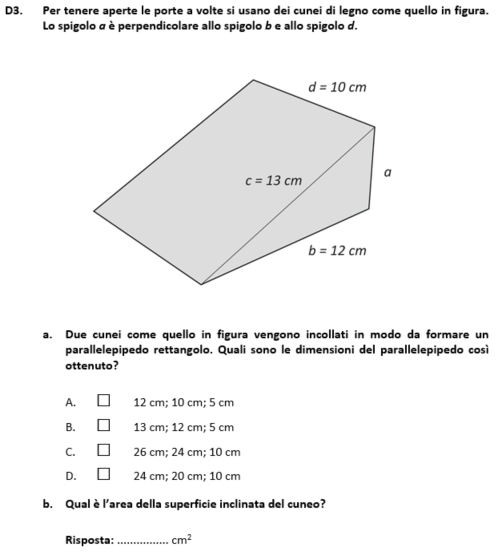 D3. Per tenere aperte le porte a volte si usano dei cunei di legno come quello in figura.
Lo spigolo a è perpendicolare allo spigolo b e allo spigolo d.
d = 10 cm
a
c = 13 cm
b = 12 cm
a. Due cunei come quello in figura vengono incollati in modo da formare un
parallelepipedo rettangolo. Quali sono le dimensioni del parallelepipedo così
ottenuto?
A. ☐ 12 cm; 10 cm; 5 cm
B. ☐ 13 cm; 12 cm; 5 cm
C. ☐ 26 cm; 24 cm; 10 cm
D. ☐ 24 cm; 20 cm; 10 cm
b. Qual è l’area della superficie inclinata del cuneo?
Risposta: ................ cm²